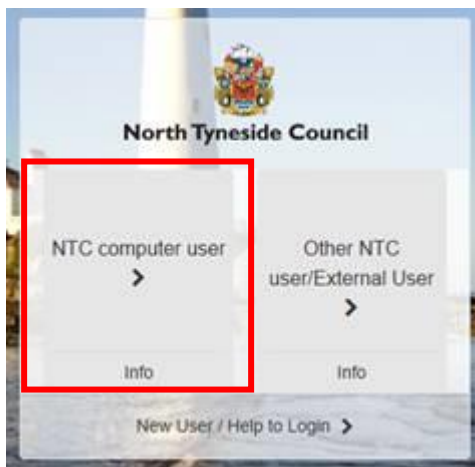 North Tyneside Council
NTC computer user
Other NTC
user/External User
Info
Info
New User / Help to Login